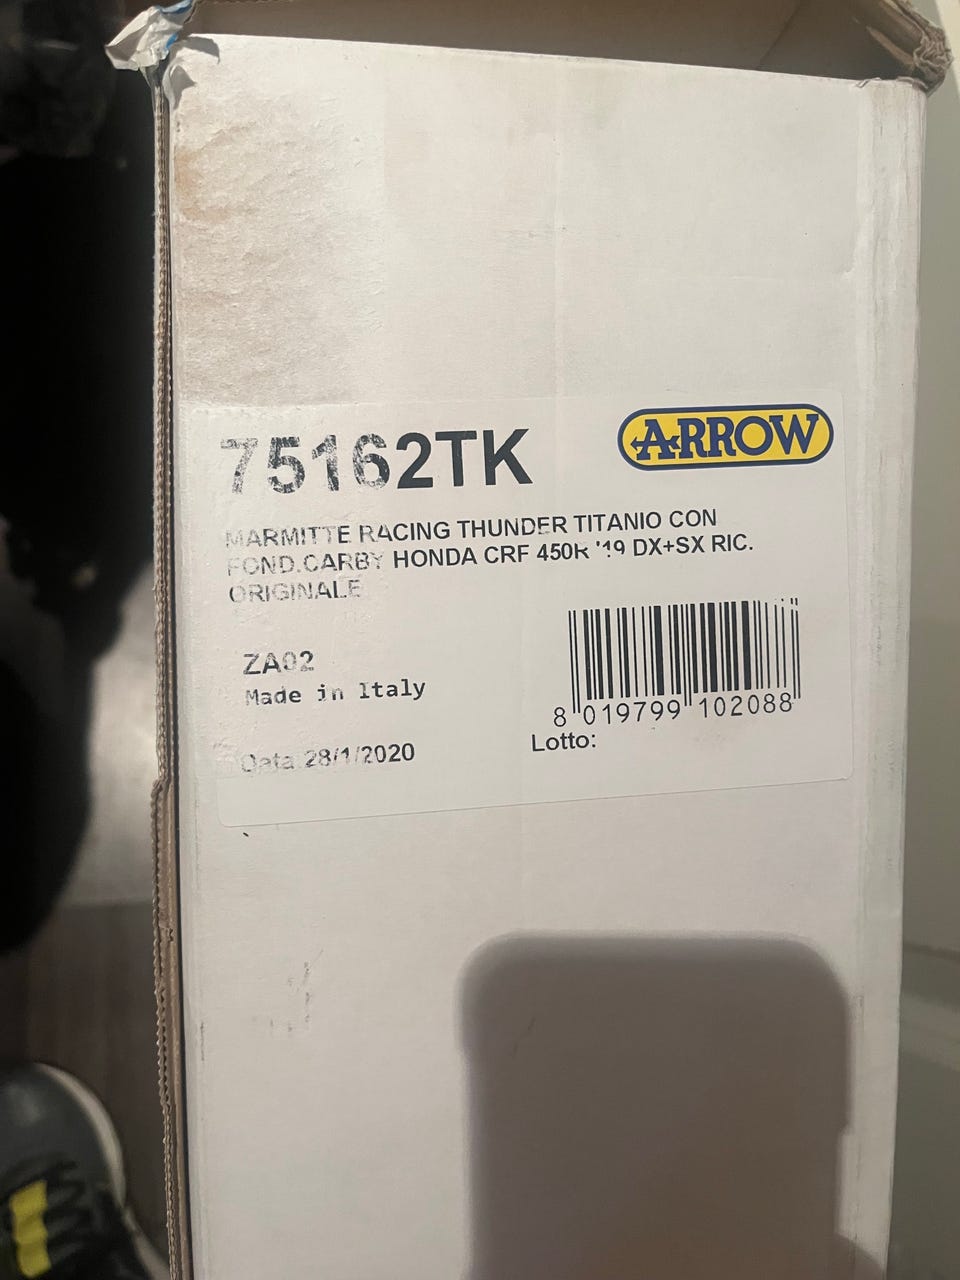 75162TK
ARROW
MARMITTE RACING THUNDER TITANIO CON
FOND.CARBY HONDA CRF 450R '19 DX+SX RIC.
ORIGINALE
ZA02
Made in Italy
8 019799 102088
Data 28/1/2020
Lotto: